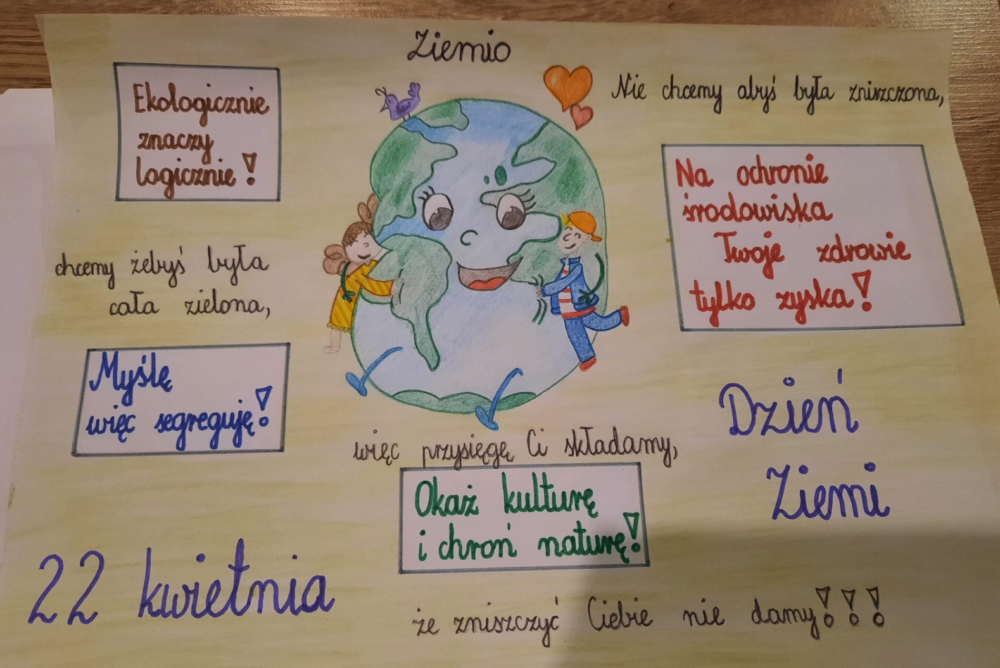 Ziemio
Nie chcemy abyś była zniszczona,
Ekologicznie
znaczy
logicznie!
Na ochronie
środowiska
Twoje zdrowie
tylko zyska!
chcemy żebyś była
cała zielona,
Myślę
więc segreguję!
więc przysięgę Ci składamy,
Okaż kulturę
i chroń naturę!
Dzień
Ziemi
22 kwietnia
że zniszczyć Ciebie nie damy!!!